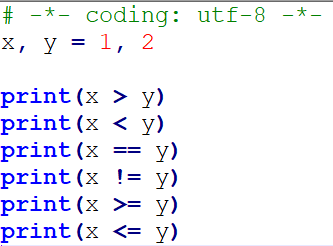 # -*- coding: utf-8 -*-
x, y = 1, 2
print(x > y)
print(x < y)
print(x == y)
print(x != y)
print(x >= y)
print(x <= y)